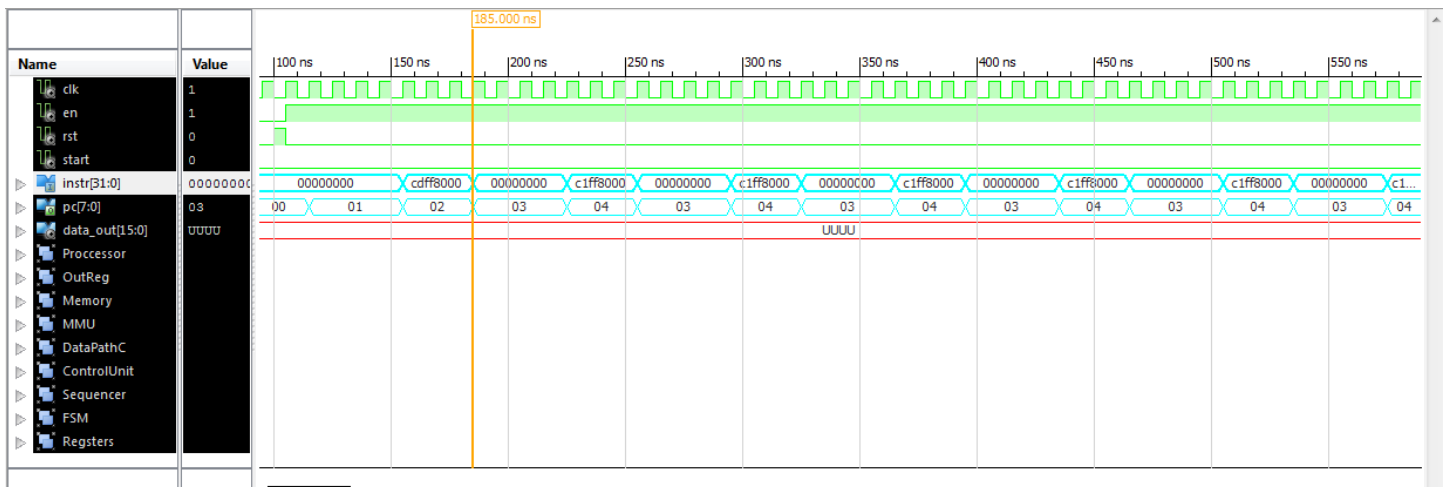 185.000 ns
Name Value 100 ns 150 ns 200 ns 250 ns 300 ns 350 ns 400 ns 450 ns 500 ns 550 ns
clk 1
en 1
rst 0
start 0
instr[31:0] 00000000 00000000 cdff8000 00000000 c1ff8000 00000000 c1ff8000 00000000 c1ff8000 00000000 c1ff8000 00000000 c1ff8000 00000000 c1...
pc[7:0] 03 00 01 02 03 04 03 04 03 04 03 04 03 04 03 04
data_out[15:0] UUUU UUUU
Proccessor
OutReg
Memory
MMU
DataPathC
ControlUnit
Sequencer
FSM
Regsters